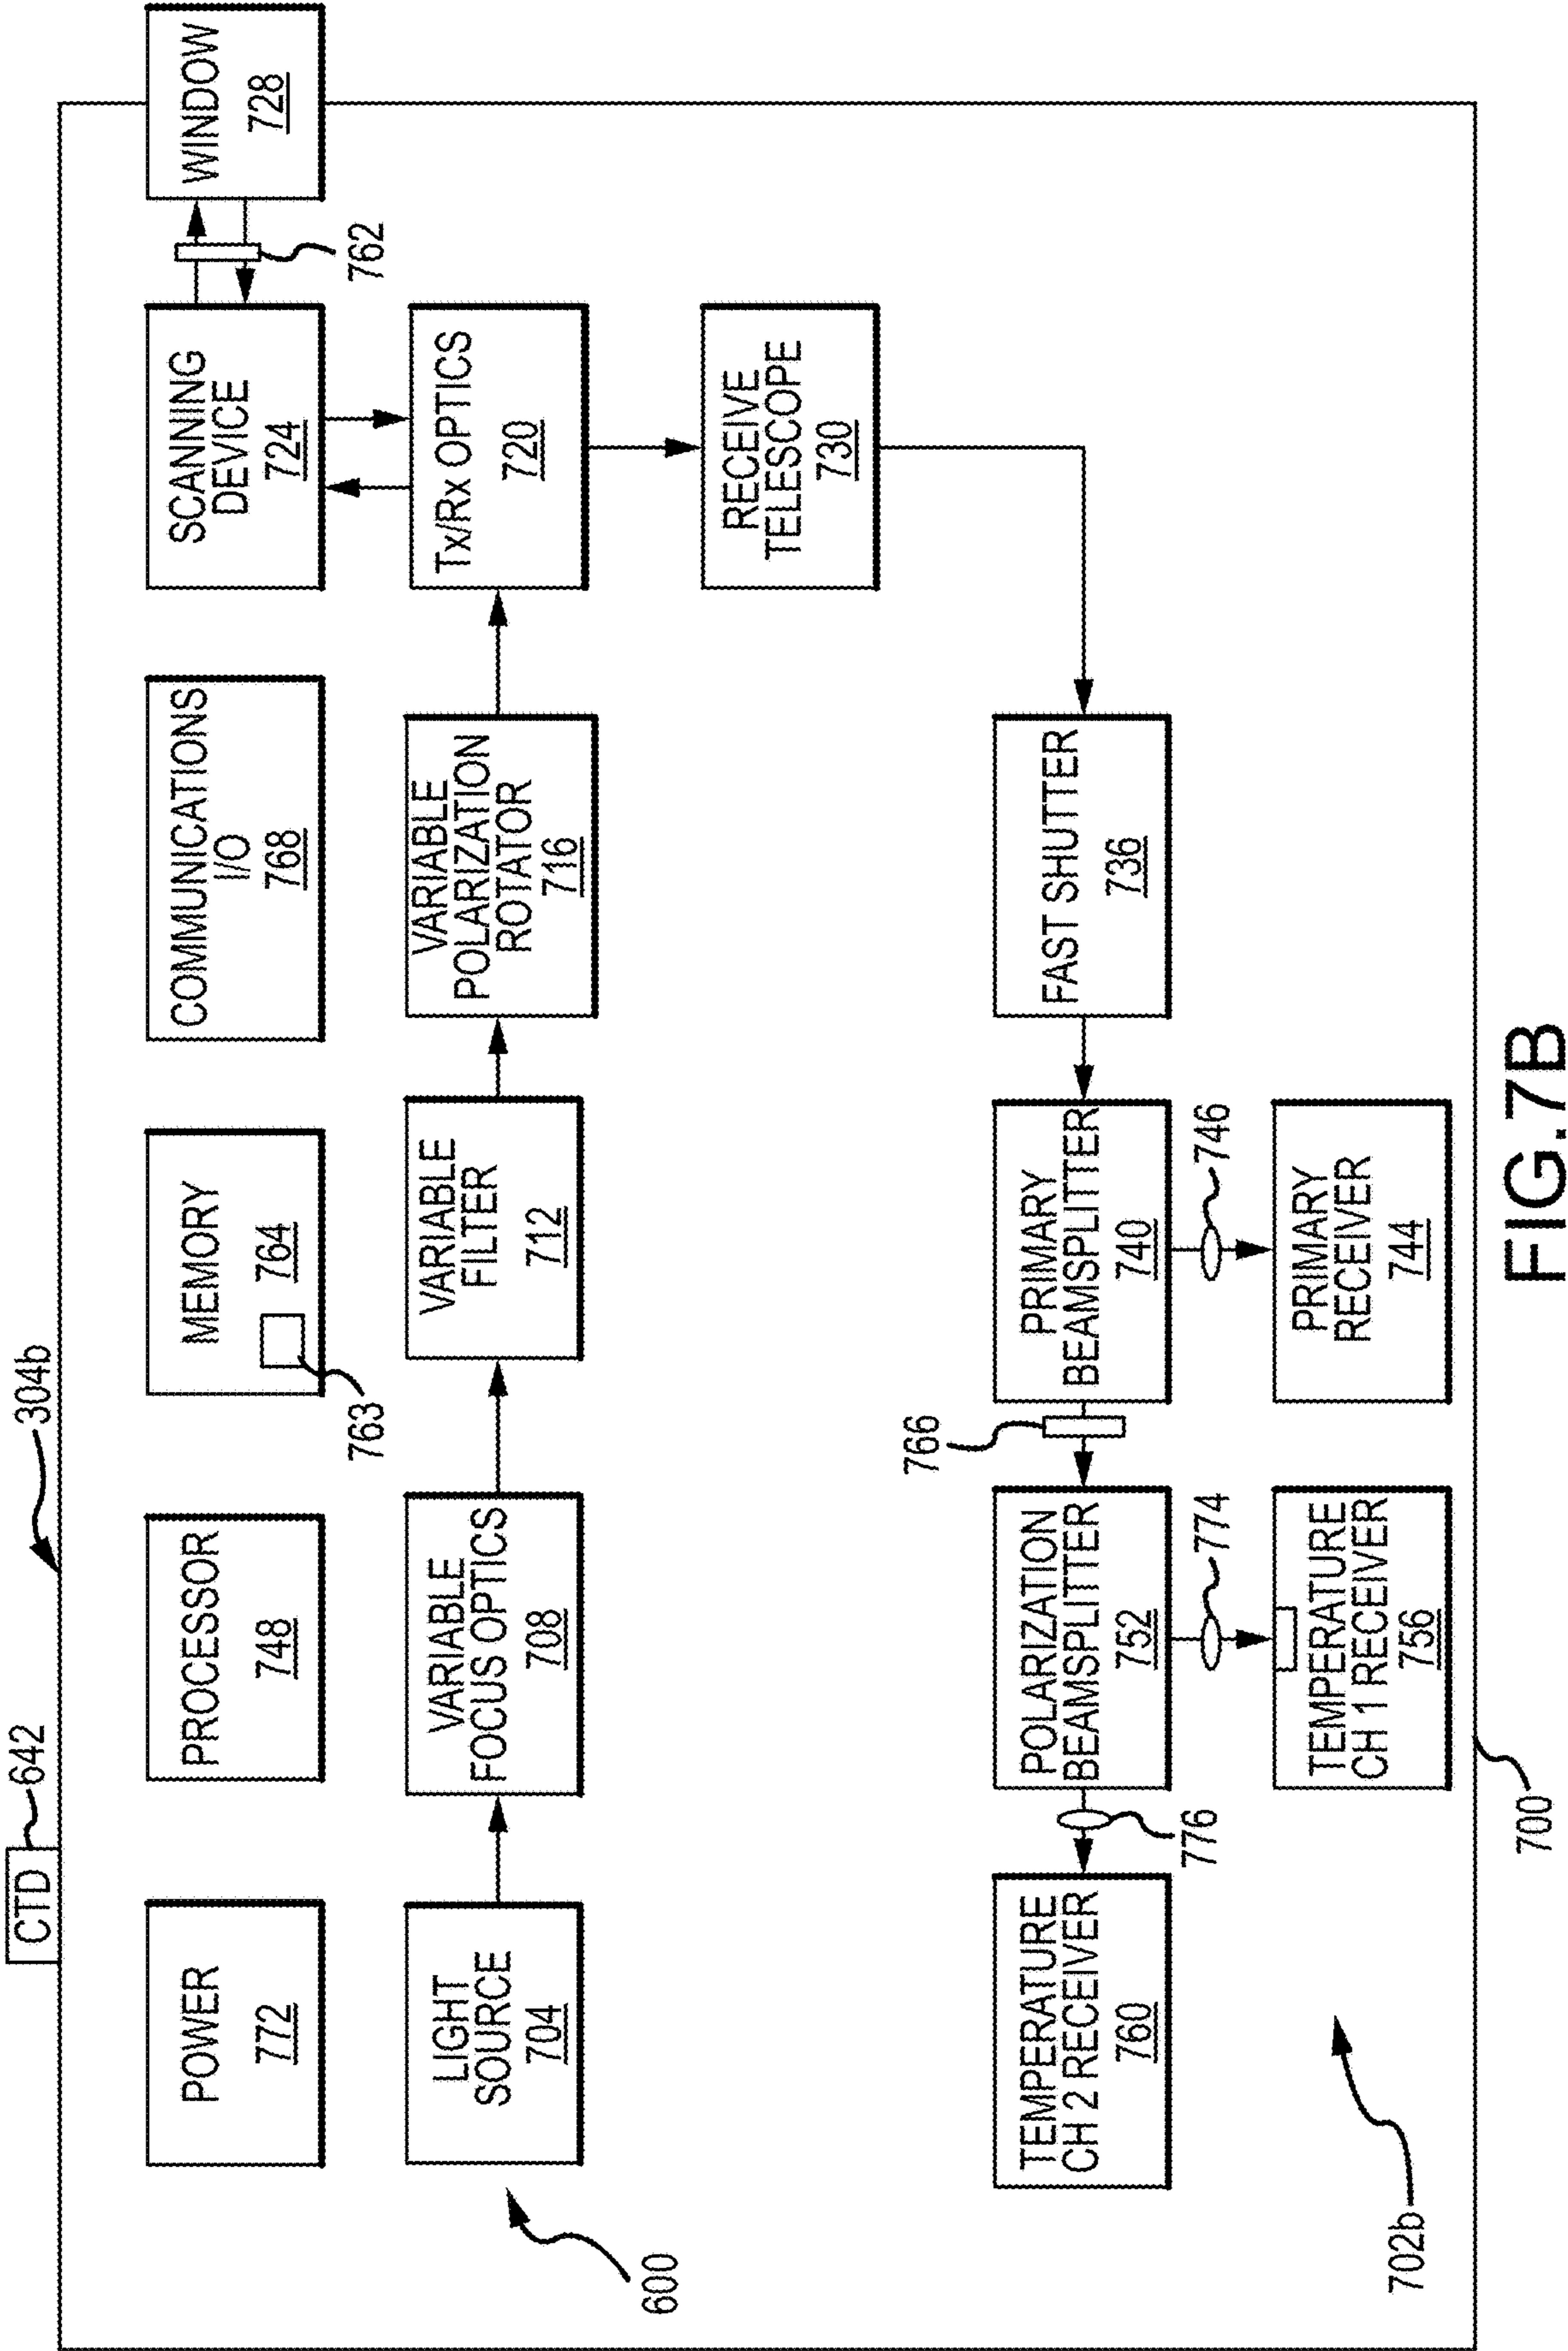 CTD
642
304b
POWER
772
PROCESSOR
748
MEMORY
764
763
COMMUNICATIONS
I/O
768
SCANNING
DEVICE
724
762
WINDOW
728
LIGHT
SOURCE
704
VARIABLE
FOCUS OPTICS
708
VARIABLE
FILTER
712
VARIABLE
POLARIZATION
ROTATOR
716
Tx/Rx OPTICS
720
600
RECEIVE
TELESCOPE
730
TEMPERATURE
CH 2 RECEIVER
760
776
POLARIZATION
BEAMSPLITTER
752
766
PRIMARY
BEAMSPLITTER
740
FAST SHUTTER
736
774
746
TEMPERATURE
CH 1 RECEIVER
756
PRIMARY
RECEIVER
744
702b
700
FIG.7B